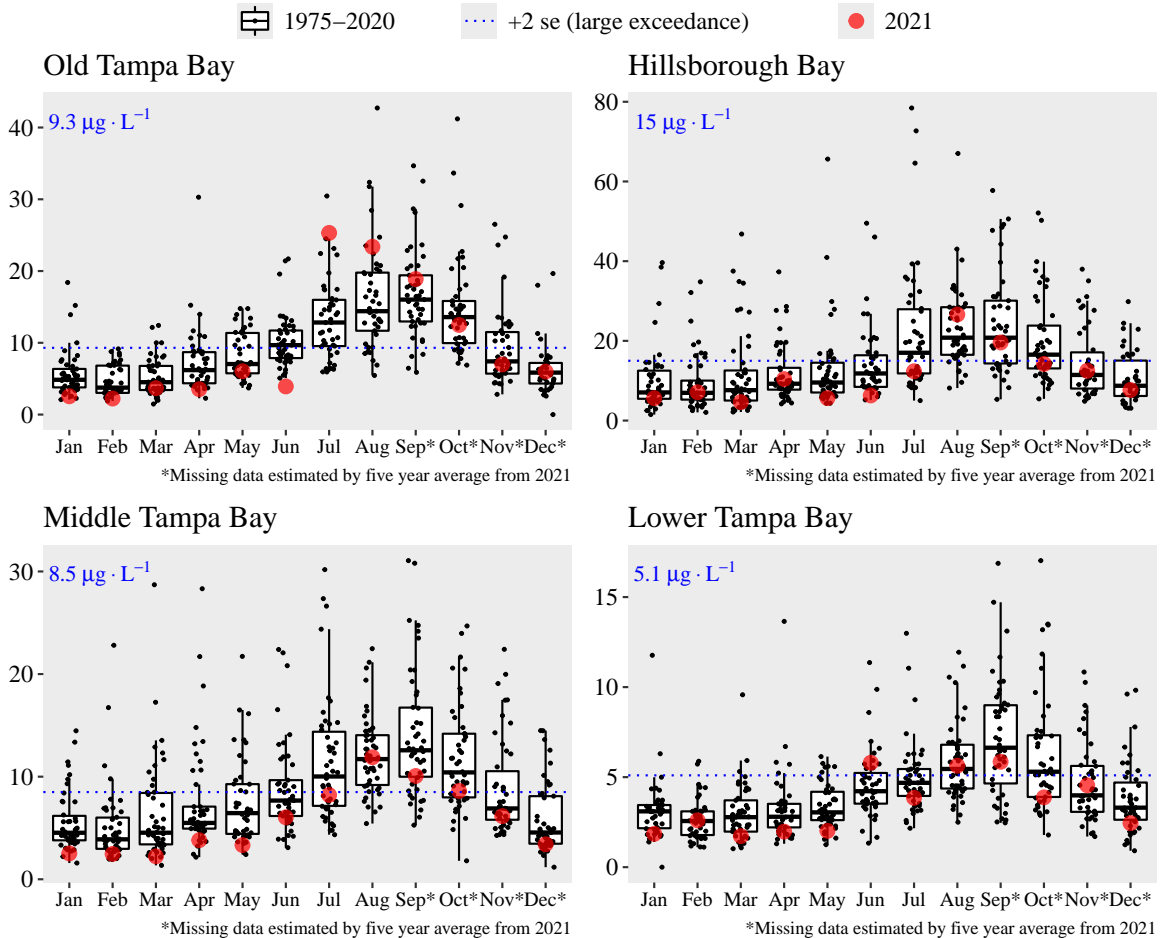 1975−2020 +2 se (large exceedance) 2021
Old Tampa Bay
9.3 μg · L⁻¹
40
30
20
10
0
Jan Feb Mar Apr May Jun Jul Aug Sep* Oct* Nov* Dec*
*Missing data estimated by five year average from 2021
Hillsborough Bay
15 μg · L⁻¹
80
60
40
20
0
Jan Feb Mar Apr May Jun Jul Aug Sep* Oct* Nov* Dec*
*Missing data estimated by five year average from 2021
Middle Tampa Bay
8.5 μg · L⁻¹
30
20
10
0
Jan Feb Mar Apr May Jun Jul Aug Sep* Oct* Nov* Dec*
*Missing data estimated by five year average from 2021
Lower Tampa Bay
5.1 μg · L⁻¹
15
10
5
0
Jan Feb Mar Apr May Jun Jul Aug Sep* Oct* Nov* Dec*
*Missing data estimated by five year average from 2021